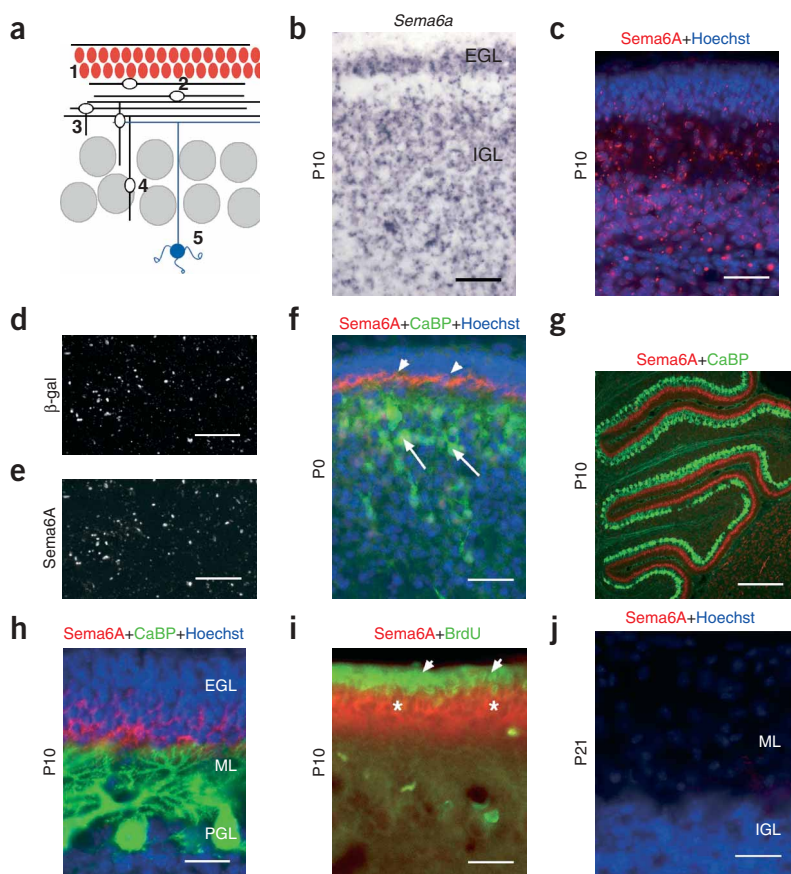 a
1
2
3
4
5
b
Sema6a
P10
EGL
IGL
c
Sema6A+Hoechst
P10
d
β-gal
e
Sema6A
f
Sema6A+CaBP+Hoechst
P0
g
Sema6A+CaBP
P10
h
Sema6A+CaBP+Hoechst
P10
EGL
ML
PGL
i
Sema6A+BrdU
P10
*
*
j
Sema6A+Hoechst
P21
ML
IGL